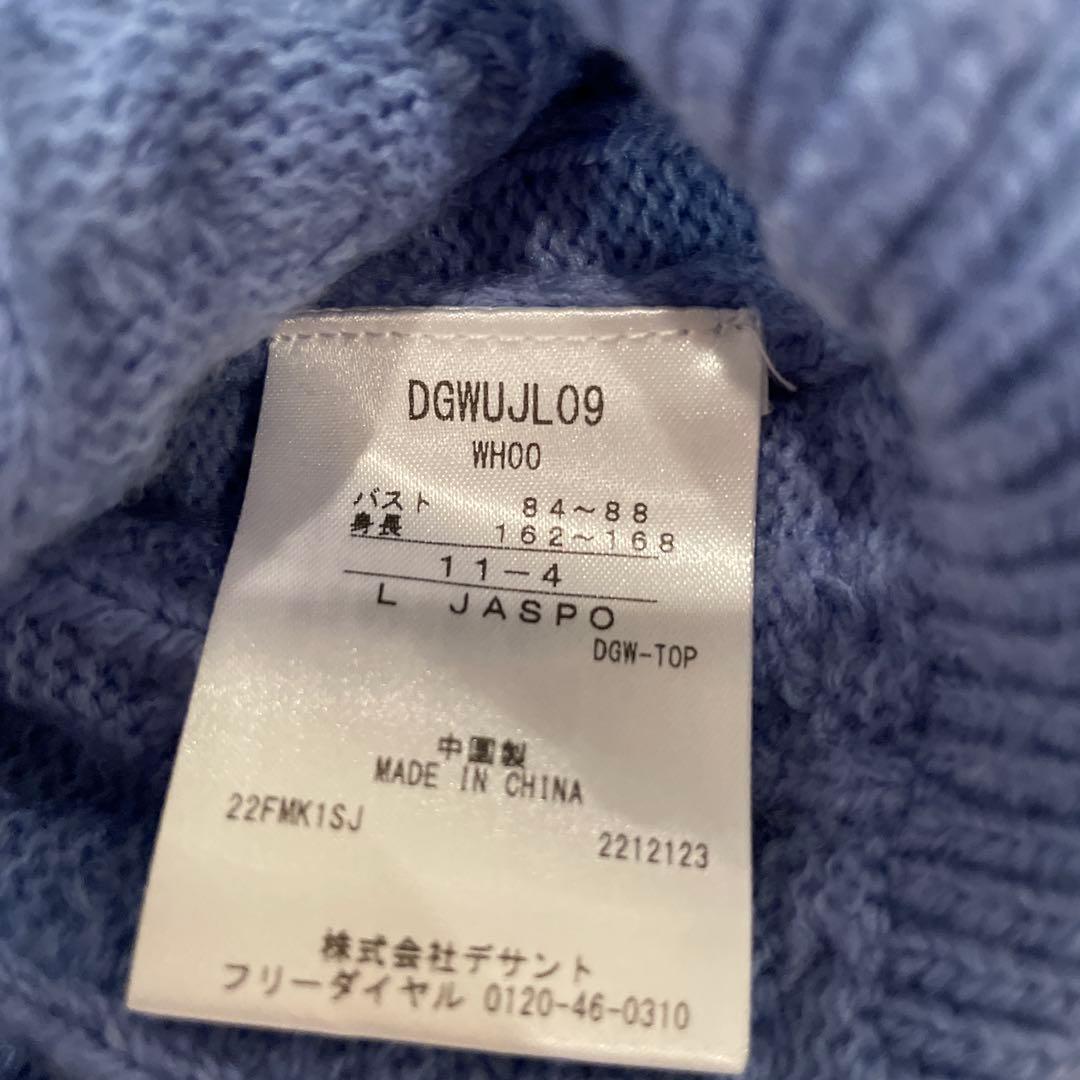 DGWUJL09
WH00
バスト 84～88
身長 162～168
11-4
L JASPO
DGW-TOP
中国製
MADE IN CHINA
22FMK1SJ
2212123
株式会社デサント
フリーダイヤル 0120-46-0310